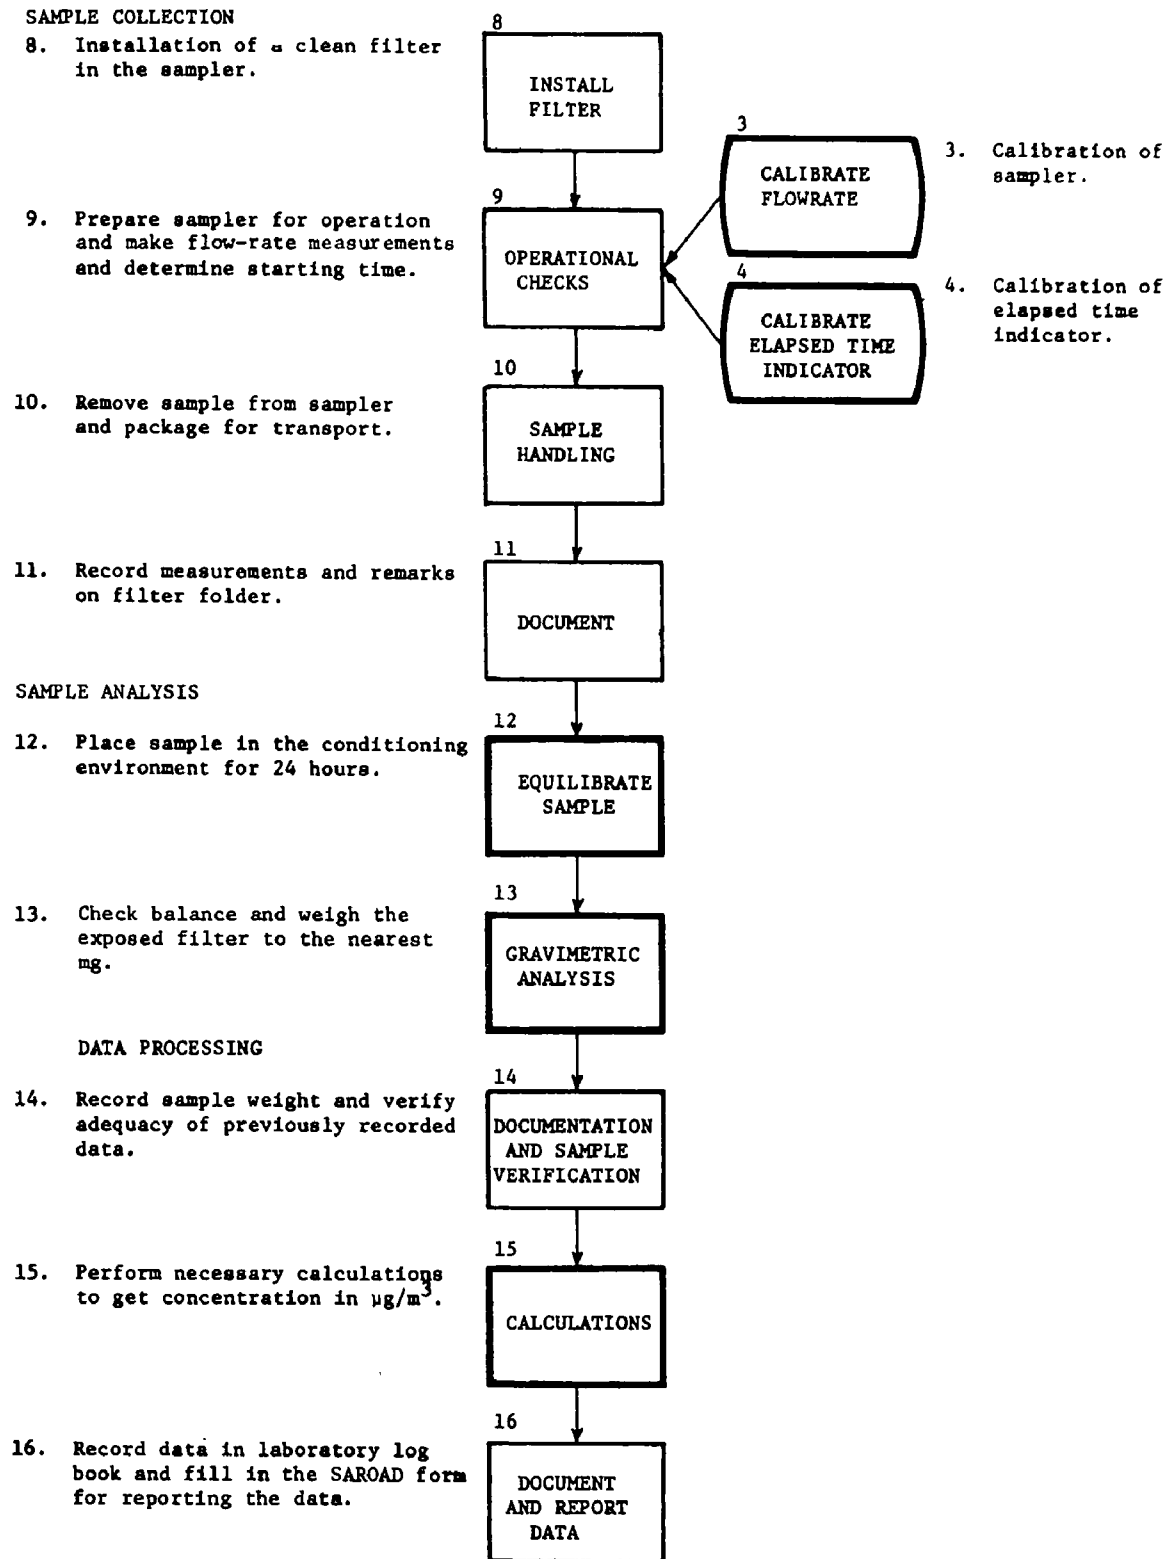 SAMPLE COLLECTION
8. Installation of a clean filter
in the sampler.
8
INSTALL
FILTER
3
CALIBRATE
FLOWRATE
3. Calibration of
sampler.
9. Prepare sampler for operation
and make flow-rate measurements
and determine starting time.
9
OPERATIONAL
CHECKS
4
CALIBRATE
ELAPSED TIME
INDICATOR
4. Calibration of
elapsed time
indicator.
10. Remove sample from sampler
and package for transport.
10
SAMPLE
HANDLING
11. Record measurements and remarks
on filter folder.
11
DOCUMENT
SAMPLE ANALYSIS
12. Place sample in the conditioning
environment for 24 hours.
12
EQUILIBRATE
SAMPLE
13. Check balance and weigh the
exposed filter to the nearest
mg.
13
GRAVIMETRIC
ANALYSIS
DATA PROCESSING
14. Record sample weight and verify
adequacy of previously recorded
data.
14
DOCUMENTATION
AND SAMPLE
VERIFICATION
15. Perform necessary calculations
to get concentration in µg/m³.
15
CALCULATIONS
16. Record data in laboratory log
book and fill in the SAROAD form
for reporting the data.
16
DOCUMENT
AND REPORT
DATA